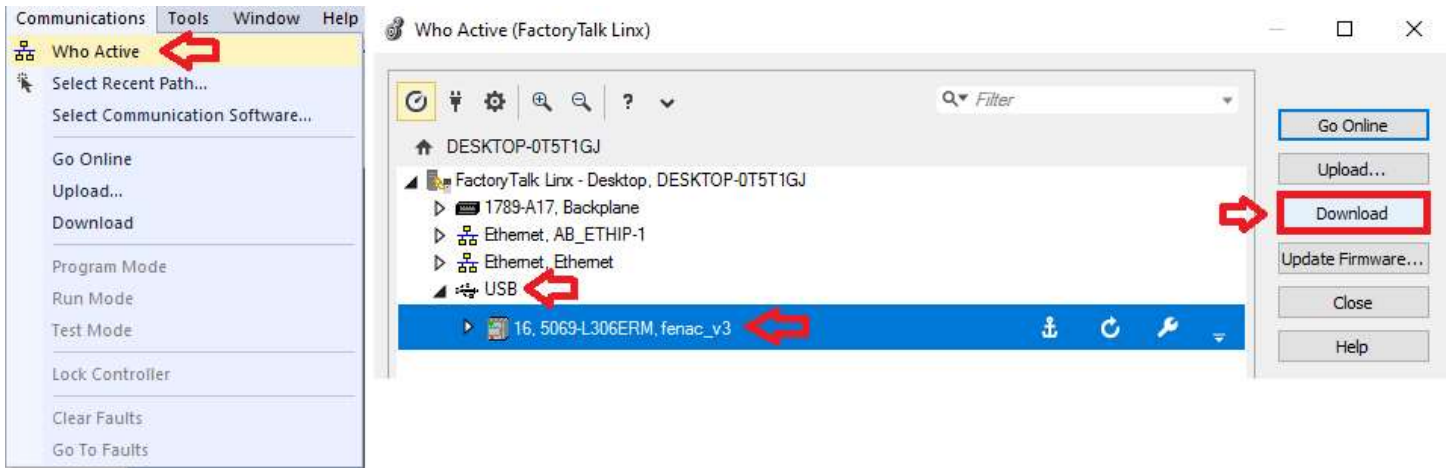 Communications Tools Window Help
Who Active
Select Recent Path...
Select Communication Software...
Go Online
Upload...
Download
Program Mode
Run Mode
Test Mode
Lock Controller
Clear Faults
Go To Faults
Who Active (FactoryTalk Linx)
? Filter
DESKTOP-0T5T1GJ
FactoryTalk Linx - Desktop, DESKTOP-0T5T1GJ
1789-A17, Backplane
Ethernet, AB_ETHIP-1
Ethernet, Ethernet
USB
16, 5069-L306ERM, fenac_v3
Go Online
Upload...
Download
Update Firmware...
Close
Help